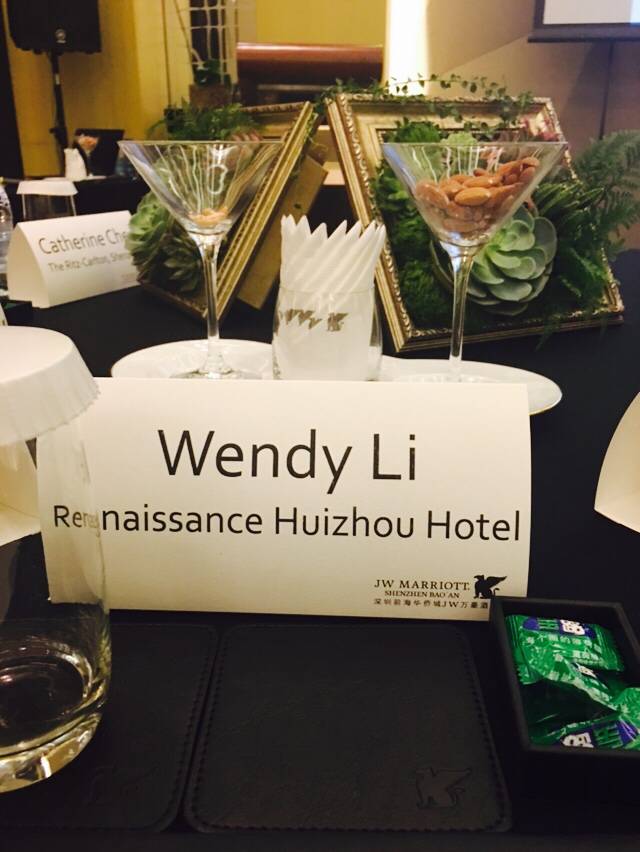 Catherine Che
The Ritz-Carlton, Shen
Wendy Li
Renaissance Huizhou Hotel
JW MARRIOTT
SHENZHEN BAO'AN
深圳前海华侨城JW万豪酒